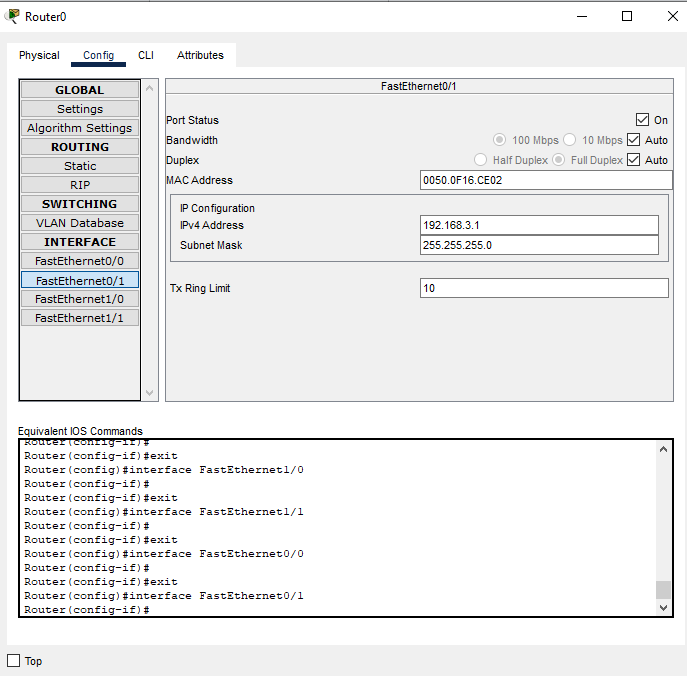 Router0
Physical Config CLI Attributes
GLOBAL
Settings
Algorithm Settings
ROUTING
Static
RIP
SWITCHING
VLAN Database
INTERFACE
FastEthernet0/0
FastEthernet0/1
FastEthernet1/0
FastEthernet1/1
FastEthernet0/1
Port Status On
Bandwidth 100 Mbps 10 Mbps Auto
Duplex Half Duplex Full Duplex Auto
MAC Address 0050.0F16.CE02
IP Configuration
IPv4 Address 192.168.3.1
Subnet Mask 255.255.255.0
Tx Ring Limit 10
Equivalent IOS Commands
Router(config-if)#
Router(config-if)#exit
Router(config)#interface FastEthernet1/0
Router(config-if)#
Router(config-if)#exit
Router(config)#interface FastEthernet1/1
Router(config-if)#
Router(config-if)#exit
Router(config)#interface FastEthernet0/0
Router(config-if)#
Router(config-if)#exit
Router(config)#interface FastEthernet0/1
Router(config-if)#
Top